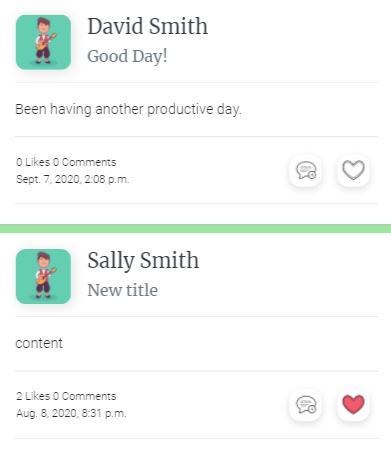 David Smith
Good Day!
Been having another productive day.
0 Likes 0 Comments
Sept. 7, 2020, 2:08 p.m.
Sally Smith
New title
content
2 Likes 0 Comments
Aug. 8, 2020, 8:31 p.m.